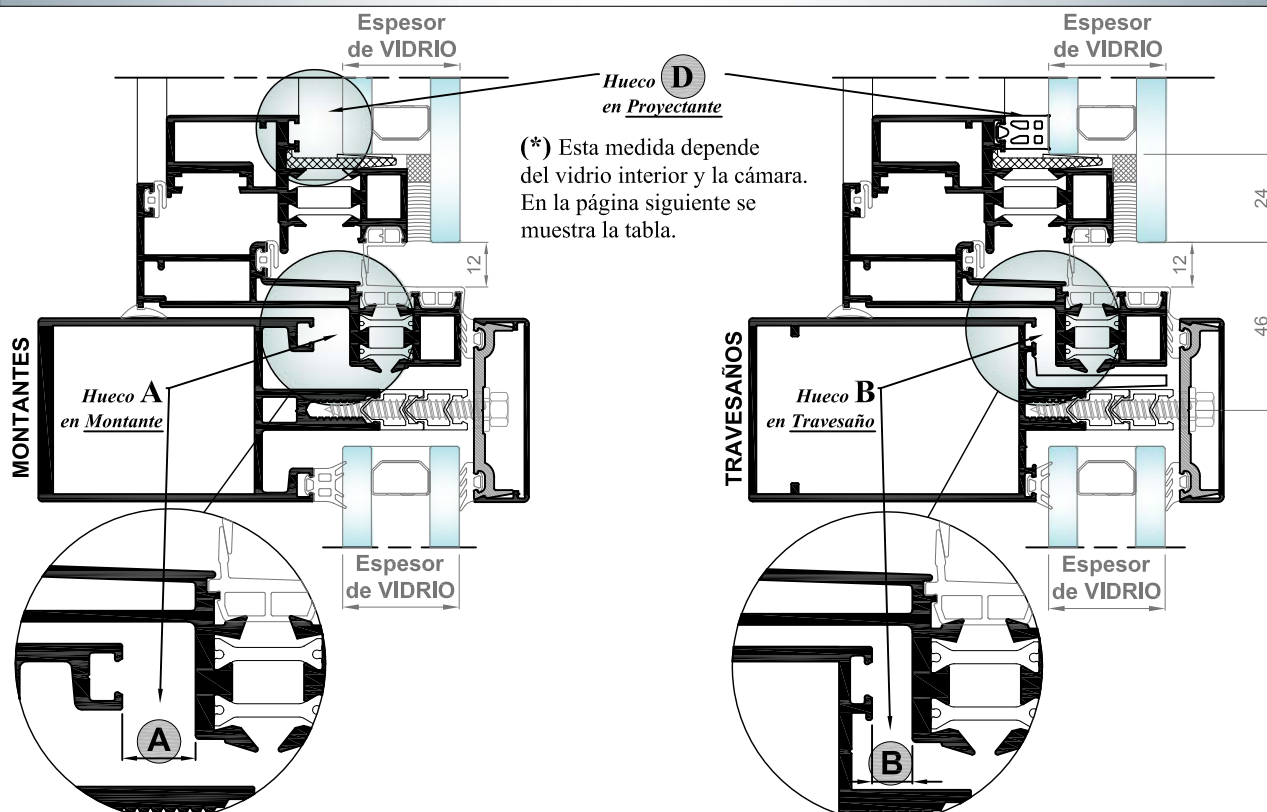 Espesor
de VIDRIO
Hueco D
en Proyectante
(*) Esta medida depende
del vidrio interior y la cámara.
En la página siguiente se
muestra la tabla.
12
MONTANTES
Hueco A
en Montante
Espesor
de VIDRIO
A
Espesor
de VIDRIO
24
12
46
TRAVESAÑOS
Hueco B
en Travesaño
Espesor
de VIDRIO
B